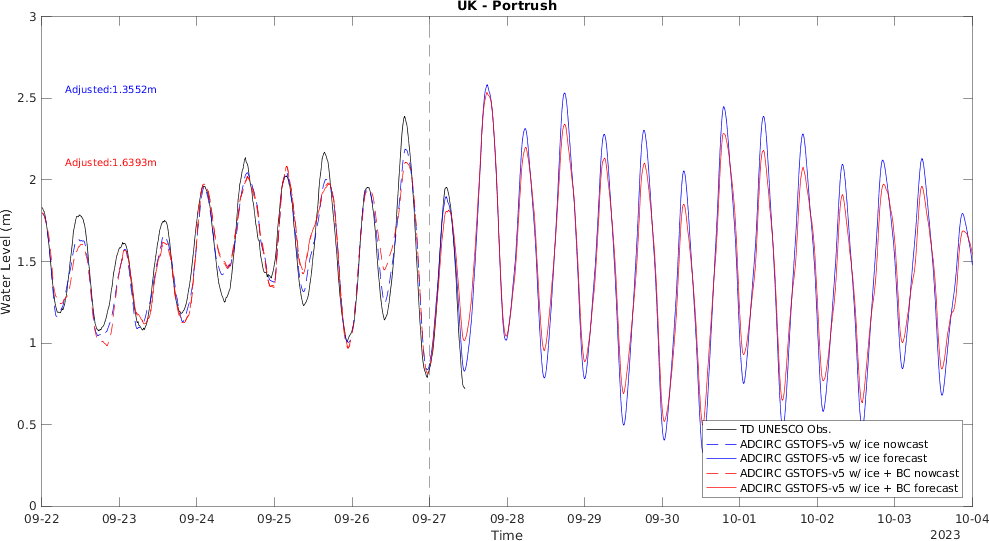 UK - Portrush
3
2.5
2
1.5
1
0.5
0
Water Level (m)
Adjusted:1.3552m
Adjusted:1.6393m
TD UNESCO Obs.
ADCIRC GSTOFS-v5 w/ ice nowcast
ADCIRC GSTOFS-v5 w/ ice forecast
ADCIRC GSTOFS-v5 w/ ice + BC nowcast
ADCIRC GSTOFS-v5 w/ ice + BC forecast
09-22 09-23 09-24 09-25 09-26 09-27 09-28 09-29 09-30 10-01 10-02 10-03 10-04
Time
2023